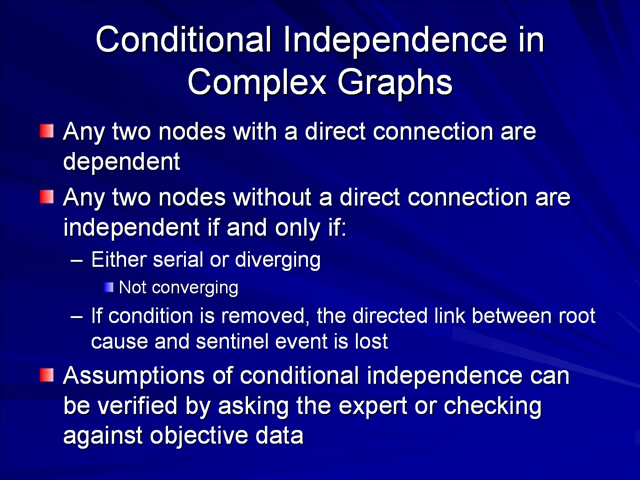 Conditional Independence in
Complex Graphs
Any two nodes with a direct connection are
dependent
Any two nodes without a direct connection are
independent if and only if:
– Either serial or diverging
Not converging
– If condition is removed, the directed link between root
cause and sentinel event is lost
Assumptions of conditional independence can
be verified by asking the expert or checking
against objective data